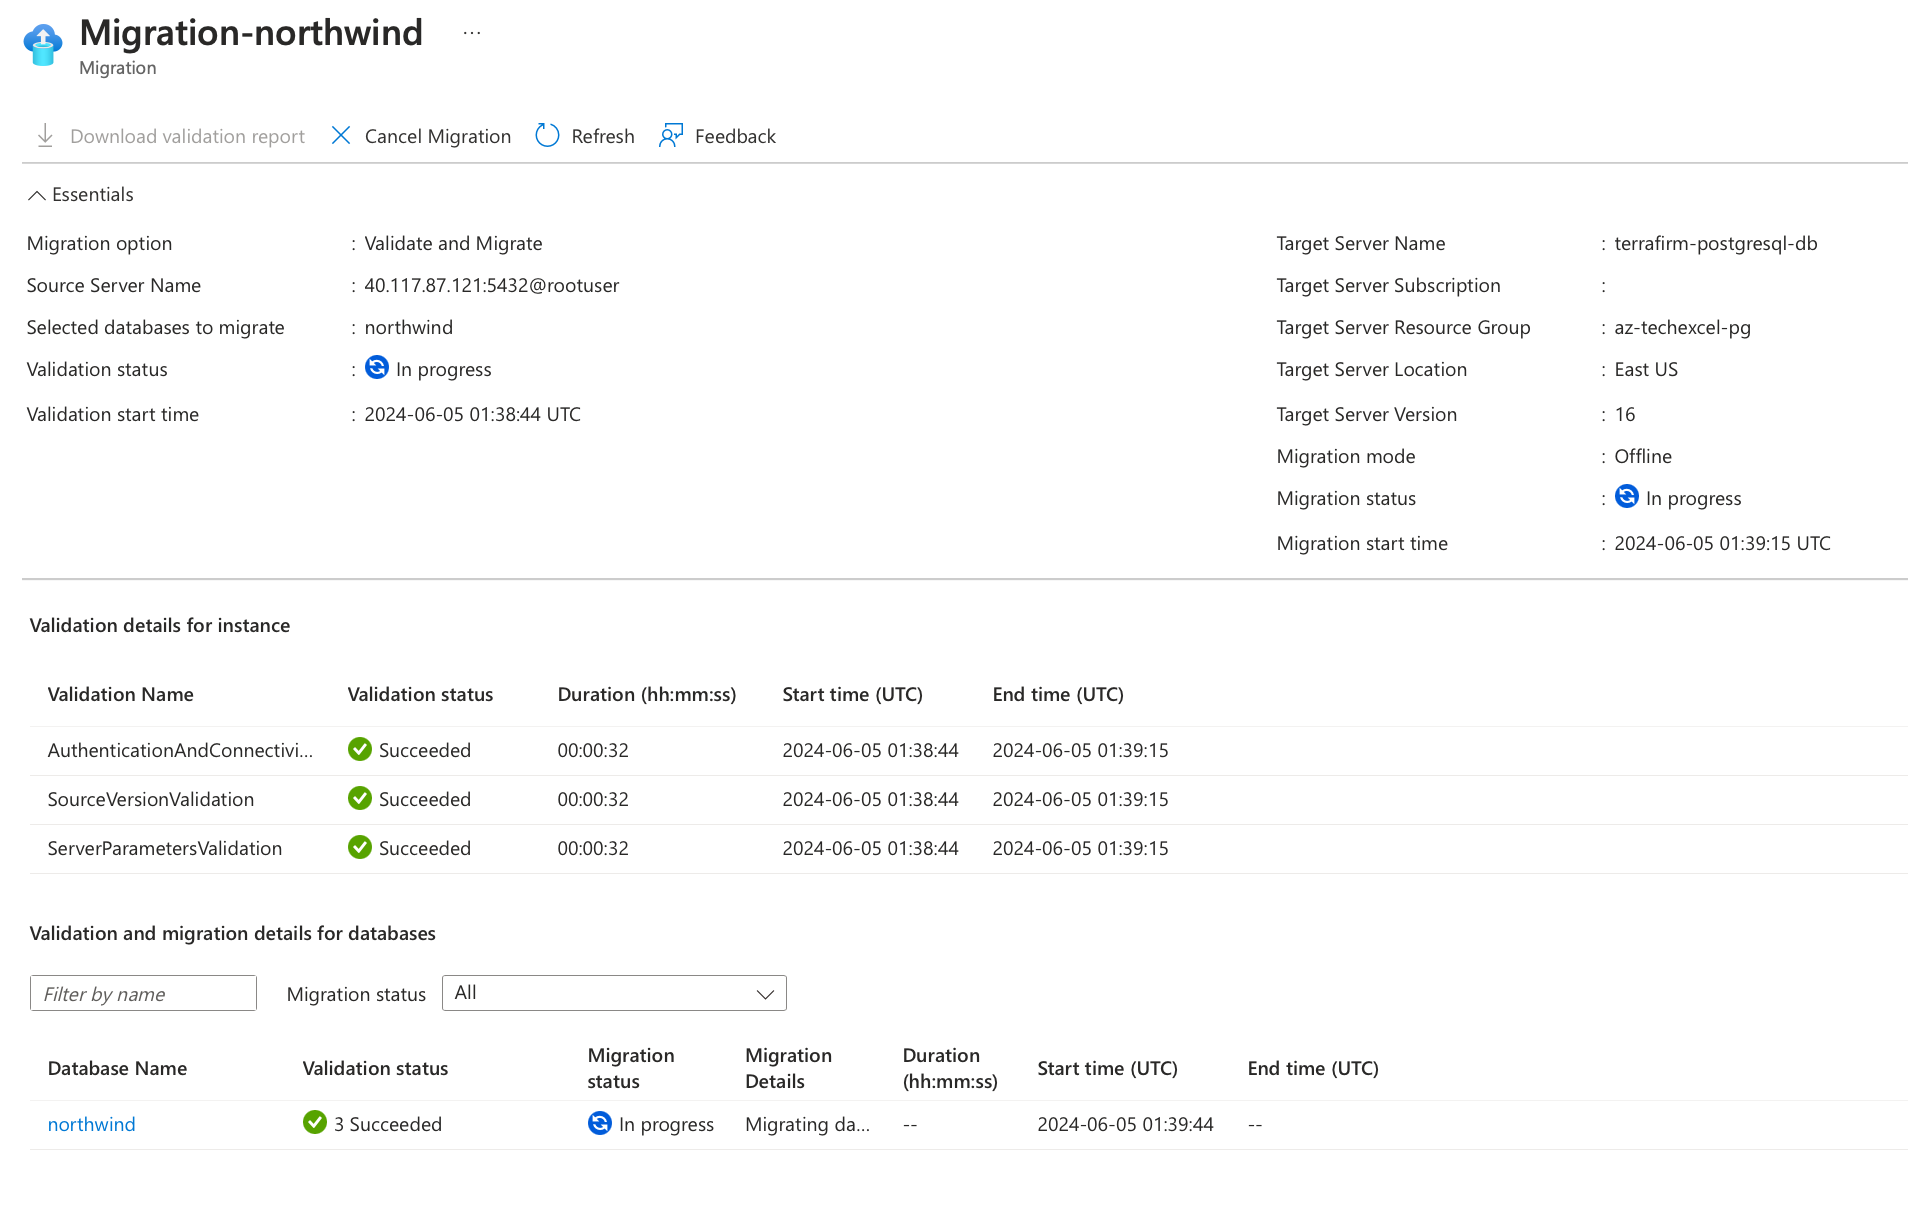 Migration-northwind ...
Migration
Download validation report Cancel Migration Refresh Feedback
Essentials
Migration option : Validate and Migrate
Source Server Name : 40.117.87.121:5432@rootuser
Selected databases to migrate : northwind
Validation status : In progress
Validation start time : 2024-06-05 01:38:44 UTC
Target Server Name : terrafirm-postgresql-db
Target Server Subscription :
Target Server Resource Group : az-techexcel-pg
Target Server Location : East US
Target Server Version : 16
Migration mode : Offline
Migration status : In progress
Migration start time : 2024-06-05 01:39:15 UTC
Validation details for instance
Validation Name Validation status Duration (hh:mm:ss) Start time (UTC) End time (UTC)
AuthenticationAndConnectivi... Succeeded 00:00:32 2024-06-05 01:38:44 2024-06-05 01:39:15
SourceVersionValidation Succeeded 00:00:32 2024-06-05 01:38:44 2024-06-05 01:39:15
ServerParametersValidation Succeeded 00:00:32 2024-06-05 01:38:44 2024-06-05 01:39:15
Validation and migration details for databases
Filter by name Migration status All
Database Name Validation status Migration status Migration Details Duration (hh:mm:ss) Start time (UTC) End time (UTC)
northwind 3 Succeeded In progress Migrating da... -- 2024-06-05 01:39:44 --